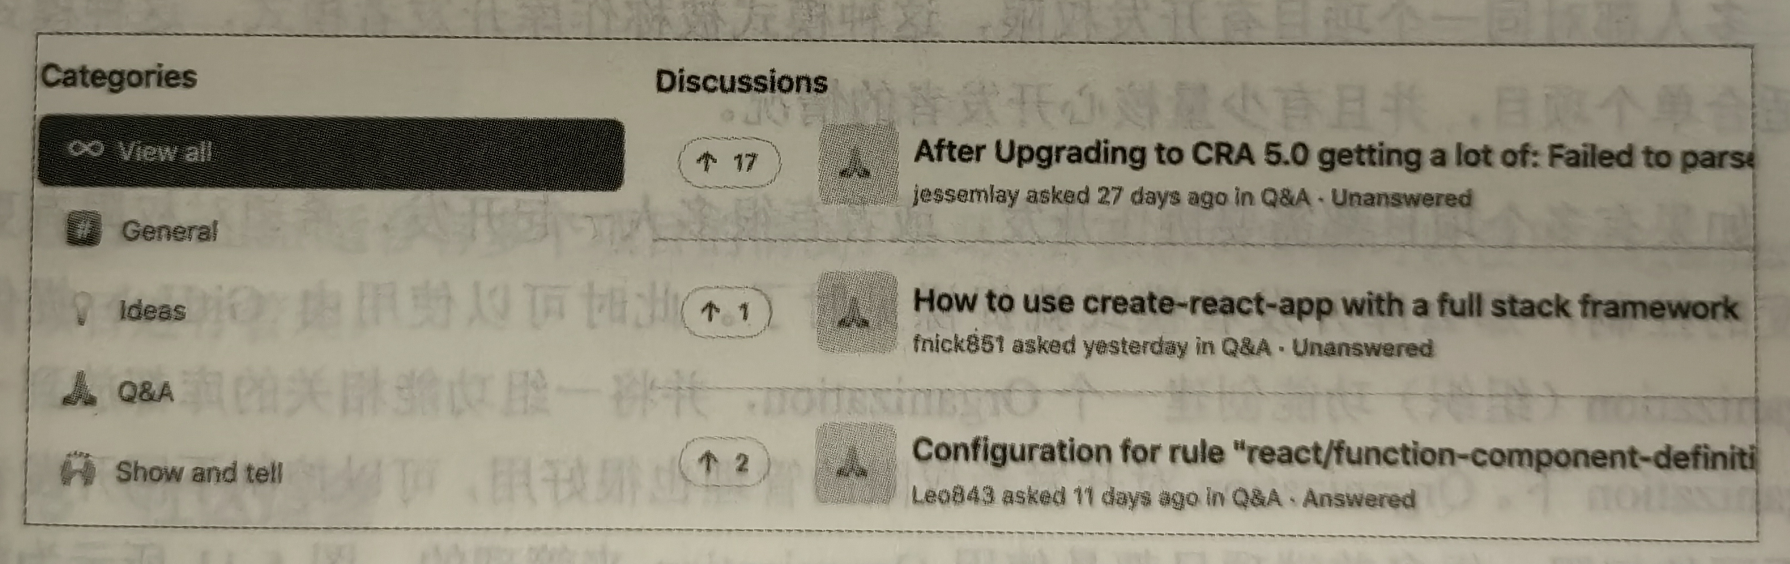 Categories
View all
General
Ideas
Q&A
Show and tell
Discussions
↑ 17
After Upgrading to CRA 5.0 getting a lot of: Failed to parse
jessemlay asked 27 days ago in Q&A · Unanswered
↑ 1
How to use create-react-app with a full stack framework
fnick851 asked yesterday in Q&A · Unanswered
↑ 2
Configuration for rule "react/function-component-definiti
Leo843 asked 11 days ago in Q&A · Answered